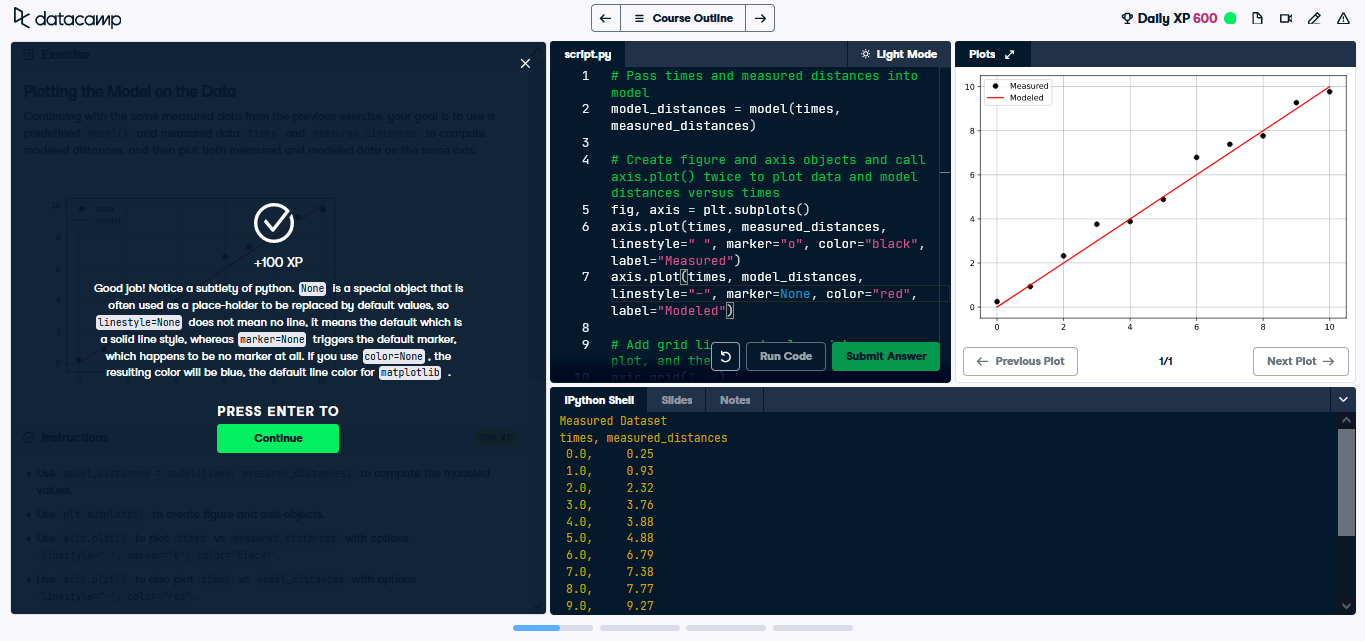 datacamp
Course Outline
Daily XP 600
Exercise
Plotting the Model on the Data
Continuing with the same measured data from the previous exercise, your goal is to use a
predefined model() and measured data times and measured_distances to compute
modeled distances, and then plot both measured and modeled data on the same axis.
+100 XP
Good job! Notice a subtlety of python. None is a special object that is
often used as a place-holder to be replaced by default values, so
linestyle=None does not mean no line, it means the default which is
a solid line style, whereas marker=None triggers the default marker,
which happens to be no marker at all. If you use color=None, the
resulting color will be blue, the default line color for matplotlib .
PRESS ENTER TO
Continue
Instructions
100 XP
Use model_distances = model(times, measured_distances) to compute the modeled
values.
Use plt.subplots() to create figure and axis objects.
Use axis.plot() to plot times vs measured_distances with options
linestyle=" ", marker="o", color="black".
Use axis.plot() to also plot times vs model_distances with options
linestyle="-", color="red".
script.py
Light Mode
1 # Pass times and measured distances into
model
2 model_distances = model(times,
measured_distances)
3
4 # Create figure and axis objects and call
axis.plot() twice to plot data and model
distances versus times
5 fig, axis = plt.subplots()
6 axis.plot(times, measured_distances,
linestyle=" ", marker="o", color="black",
label="Measured")
7 axis.plot(times, model_distances,
linestyle="-", marker=None, color="red",
label="Modeled")
8
9 # Add grid
plot, and the
10
Run Code
Submit Answer
Plots
Measured
Modeled
10
8
6
4
2
0
0 2 4 6 8 10
Previous Plot
1/1
Next Plot
IPython Shell
Slides
Notes
Measured Dataset
times, measured_distances
0.0, 0.25
1.0, 0.93
2.0, 2.32
3.0, 3.76
4.0, 3.88
5.0, 4.88
6.0, 6.79
7.0, 7.38
8.0, 7.77
9.0, 9.27